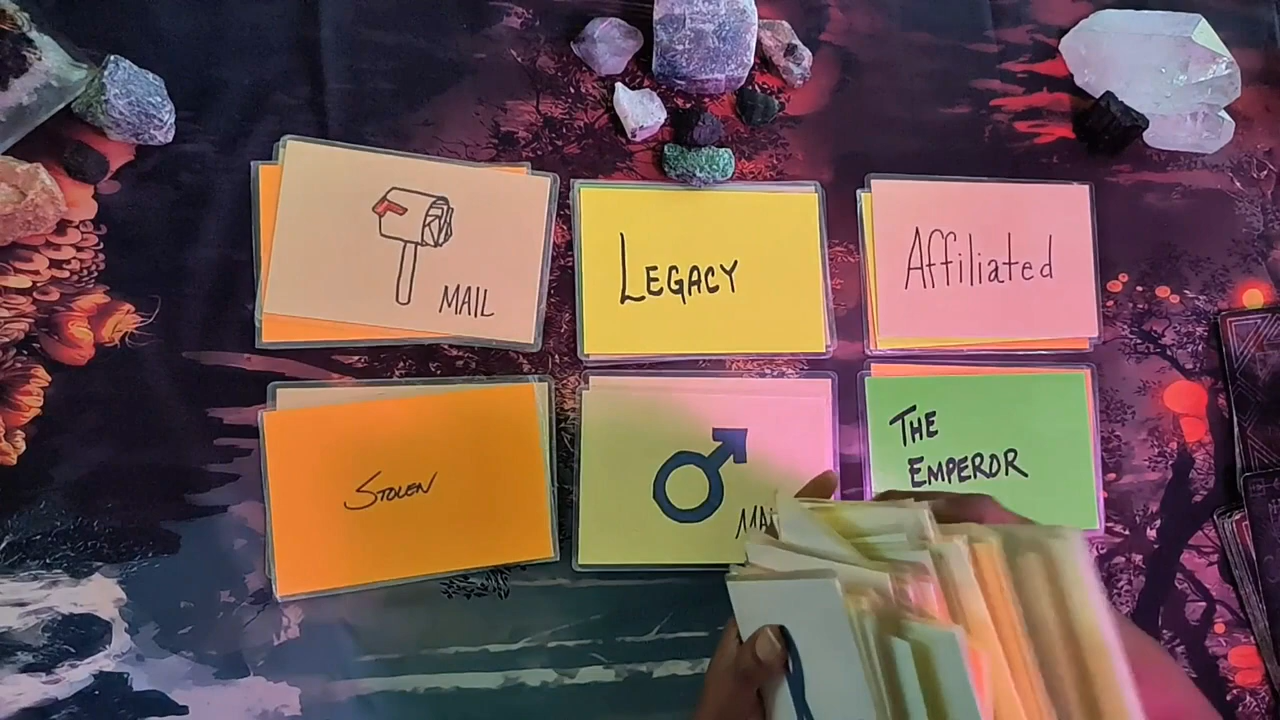 MAIL
LEGACY
Affiliated
STOLEN
THE
EMPEROR